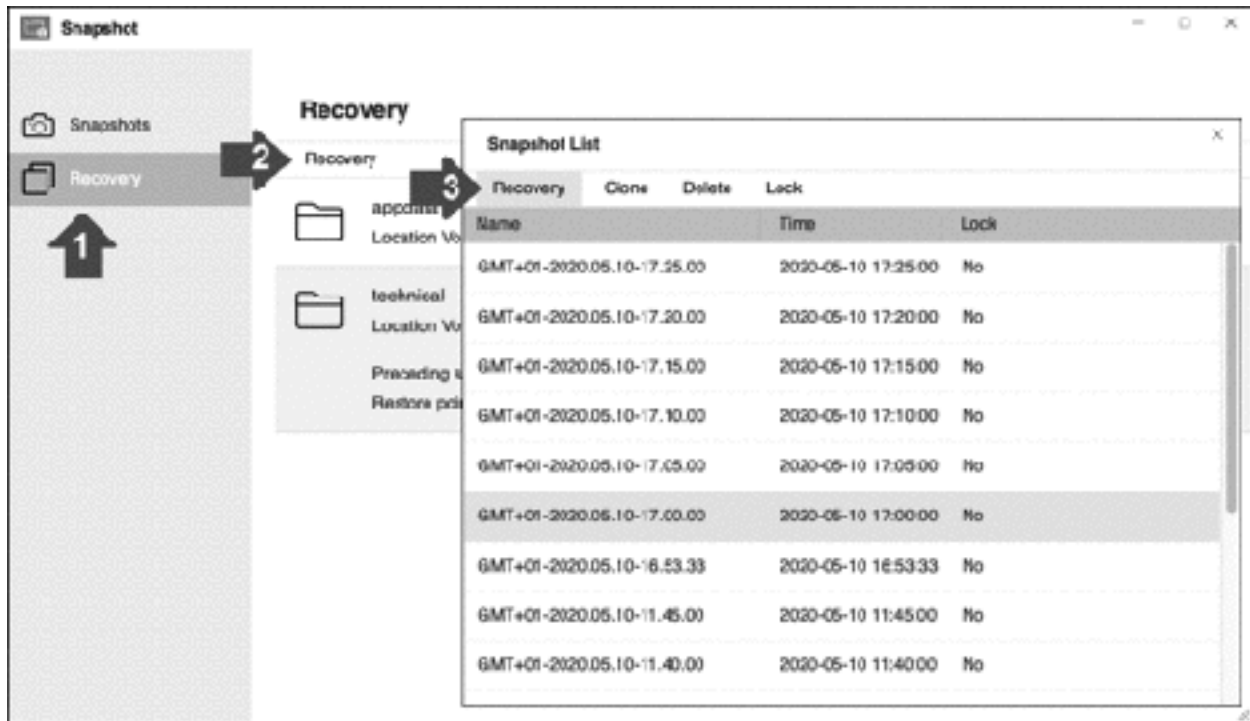 Snapshot
Snapshots
Recovery
1
Recovery
2
Recovery
appdata
Location Vo
technical
Location Vo
Preceding s
Restore poi
Snapshot List
3
Recovery Clone Delete Lock
Name Time Lock
GMT+01-2020.05.10-17.25.00 2020-05-10 17:25:00 No
GMT+01-2020.05.10-17.20.00 2020-05-10 17:20:00 No
GMT+01-2020.05.10-17.15.00 2020-05-10 17:15:00 No
GMT+01-2020.05.10-17.10.00 2020-05-10 17:10:00 No
GMT+01-2020.05.10-17.05.00 2020-05-10 17:05:00 No
GMT+01-2020.05.10-17.00.00 2020-05-10 17:00:00 No
GMT+01-2020.05.10-16.53.33 2020-05-10 16:53:33 No
GMT+01-2020.05.10-11.45.00 2020-05-10 11:45:00 No
GMT+01-2020.05.10-11.40.00 2020-05-10 11:40:00 No